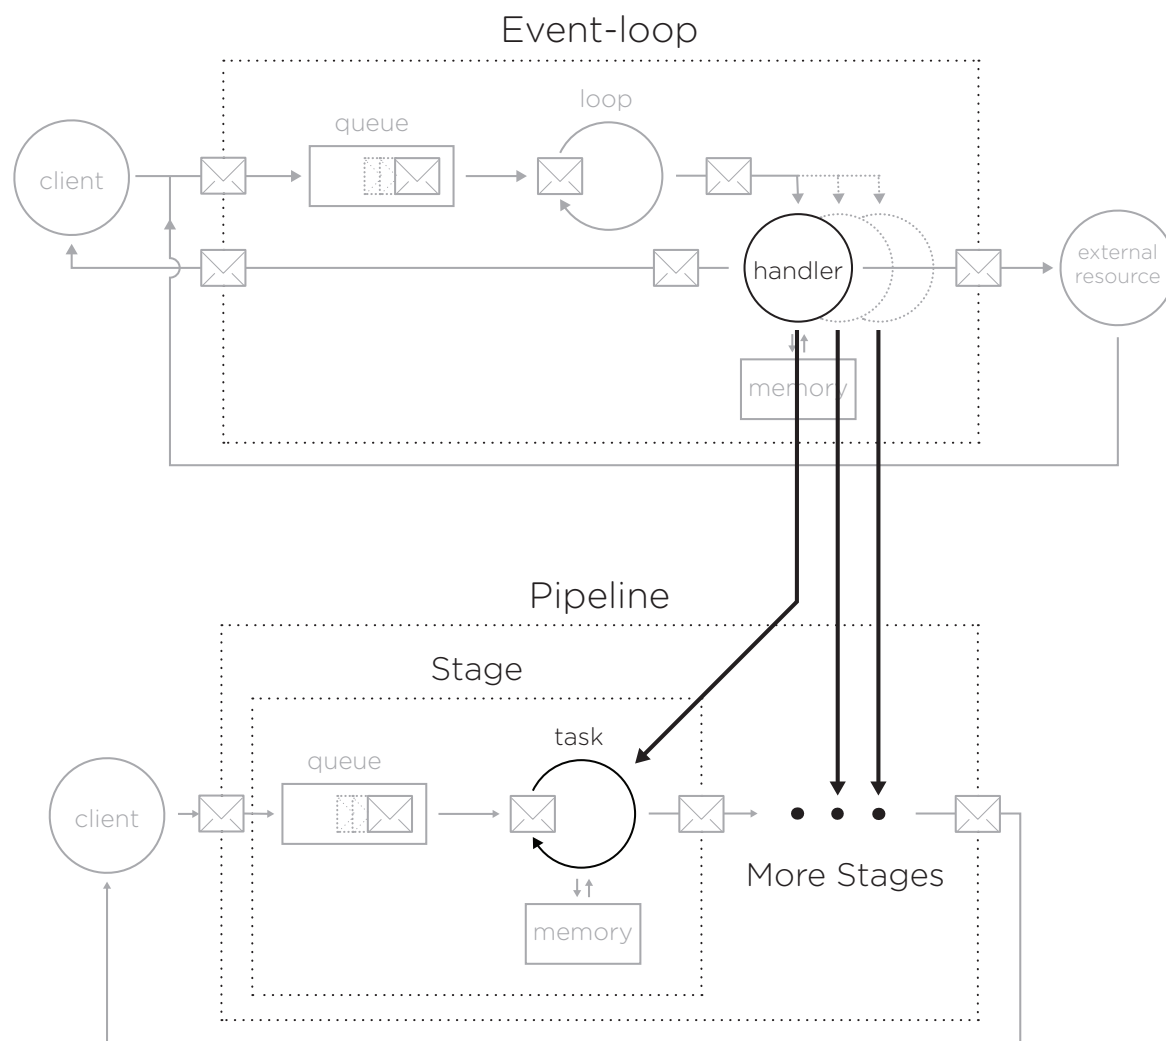 Event-loop
loop
queue
client
handler
external
resource
memory
Pipeline
Stage
task
queue
client
More Stages
memory